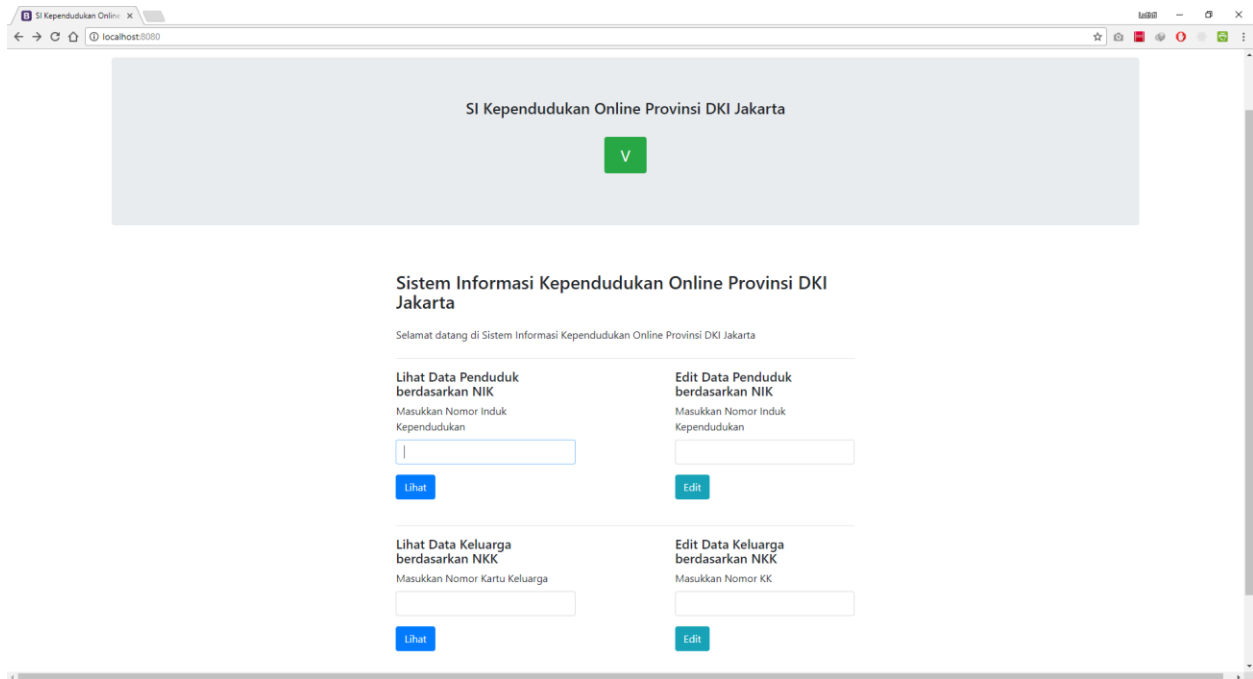 SI Kependudukan Online
localhost:8080
SI Kependudukan Online Provinsi DKI Jakarta
V
Sistem Informasi Kependudukan Online Provinsi DKI
Jakarta
Selamat datang di Sistem Informasi Kependudukan Online Provinsi DKI Jakarta
Lihat Data Penduduk
berdasarkan NIK
Masukkan Nomor Induk
Kependudukan
Lihat
Edit Data Penduduk
berdasarkan NIK
Masukkan Nomor Induk
Kependudukan
Edit
Lihat Data Keluarga
berdasarkan NKK
Masukkan Nomor Kartu Keluarga
Lihat
Edit Data Keluarga
berdasarkan NKK
Masukkan Nomor KK
Edit